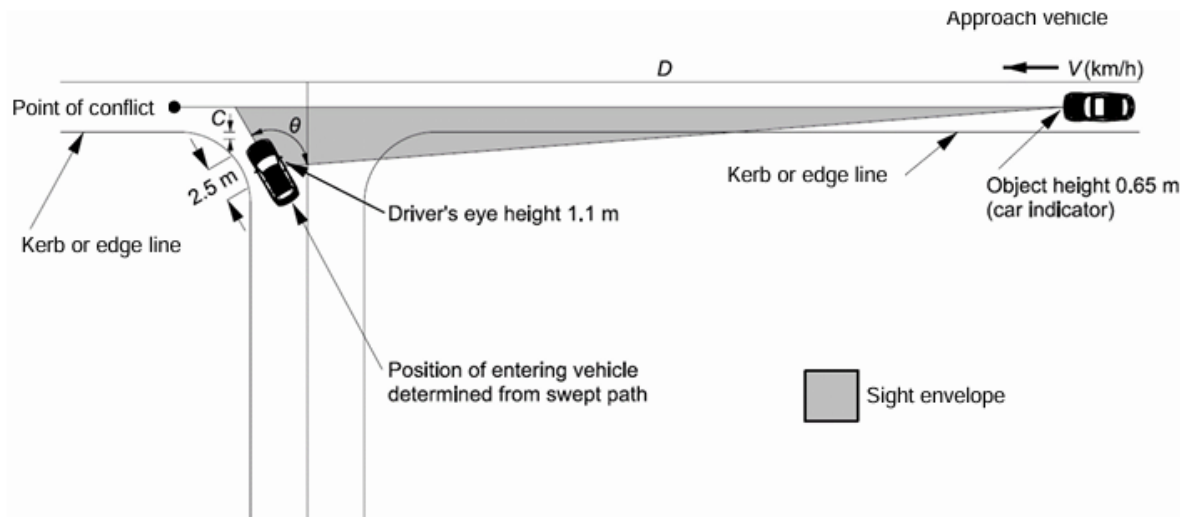 Approach vehicle
D
V (km/h)
Point of conflict
C
θ
2.5 m
Kerb or edge line
Object height 0.65 m
(car indicator)
Driver's eye height 1.1 m
Kerb or edge line
Position of entering vehicle
determined from swept path
Sight envelope